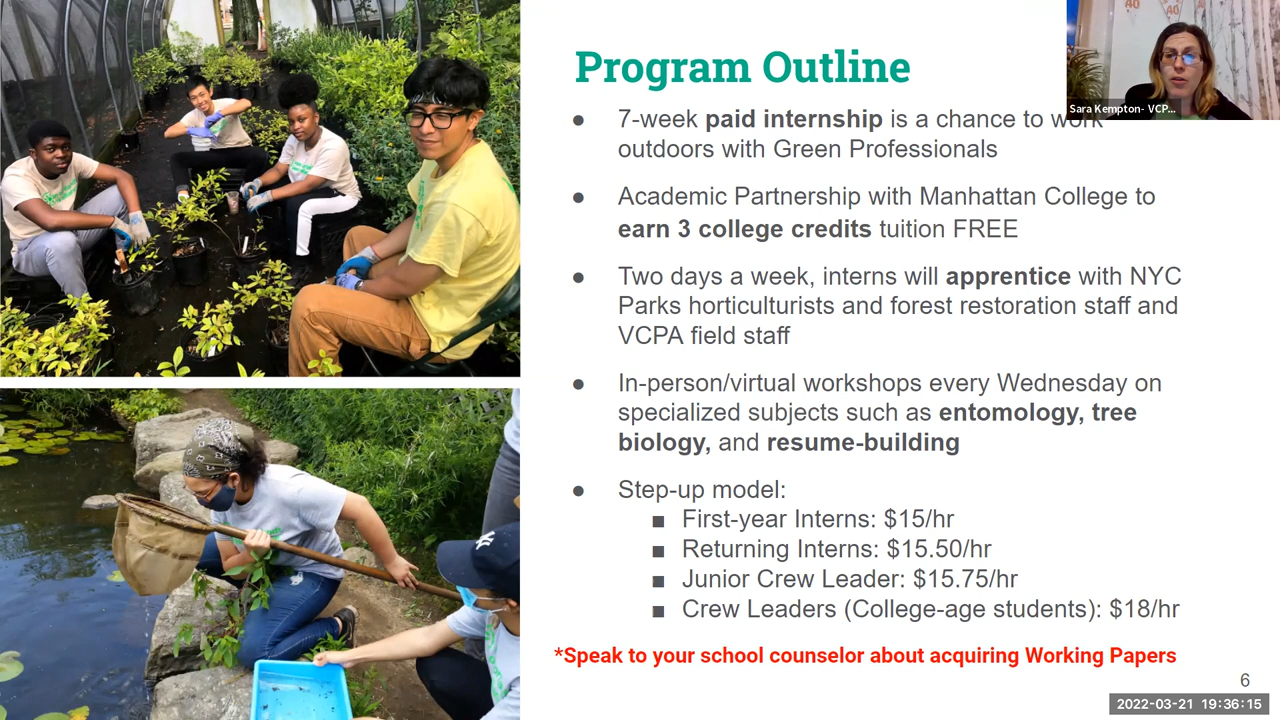 Program Outline
40
40
Sara Kempton- VCP...
● 7-week paid internship is a chance to work
outdoors with Green Professionals
● Academic Partnership with Manhattan College to
earn 3 college credits tuition FREE
● Two days a week, interns will apprentice with NYC
Parks horticulturists and forest restoration staff and
VCPA field staff
● In-person/virtual workshops every Wednesday on
specialized subjects such as entomology, tree
biology, and resume-building
● Step-up model:
■ First-year Interns: $15/hr
■ Returning Interns: $15.50/hr
■ Junior Crew Leader: $15.75/hr
■ Crew Leaders (College-age students): $18/hr
*Speak to your school counselor about acquiring Working Papers
6
2022-03-21 19:36:15